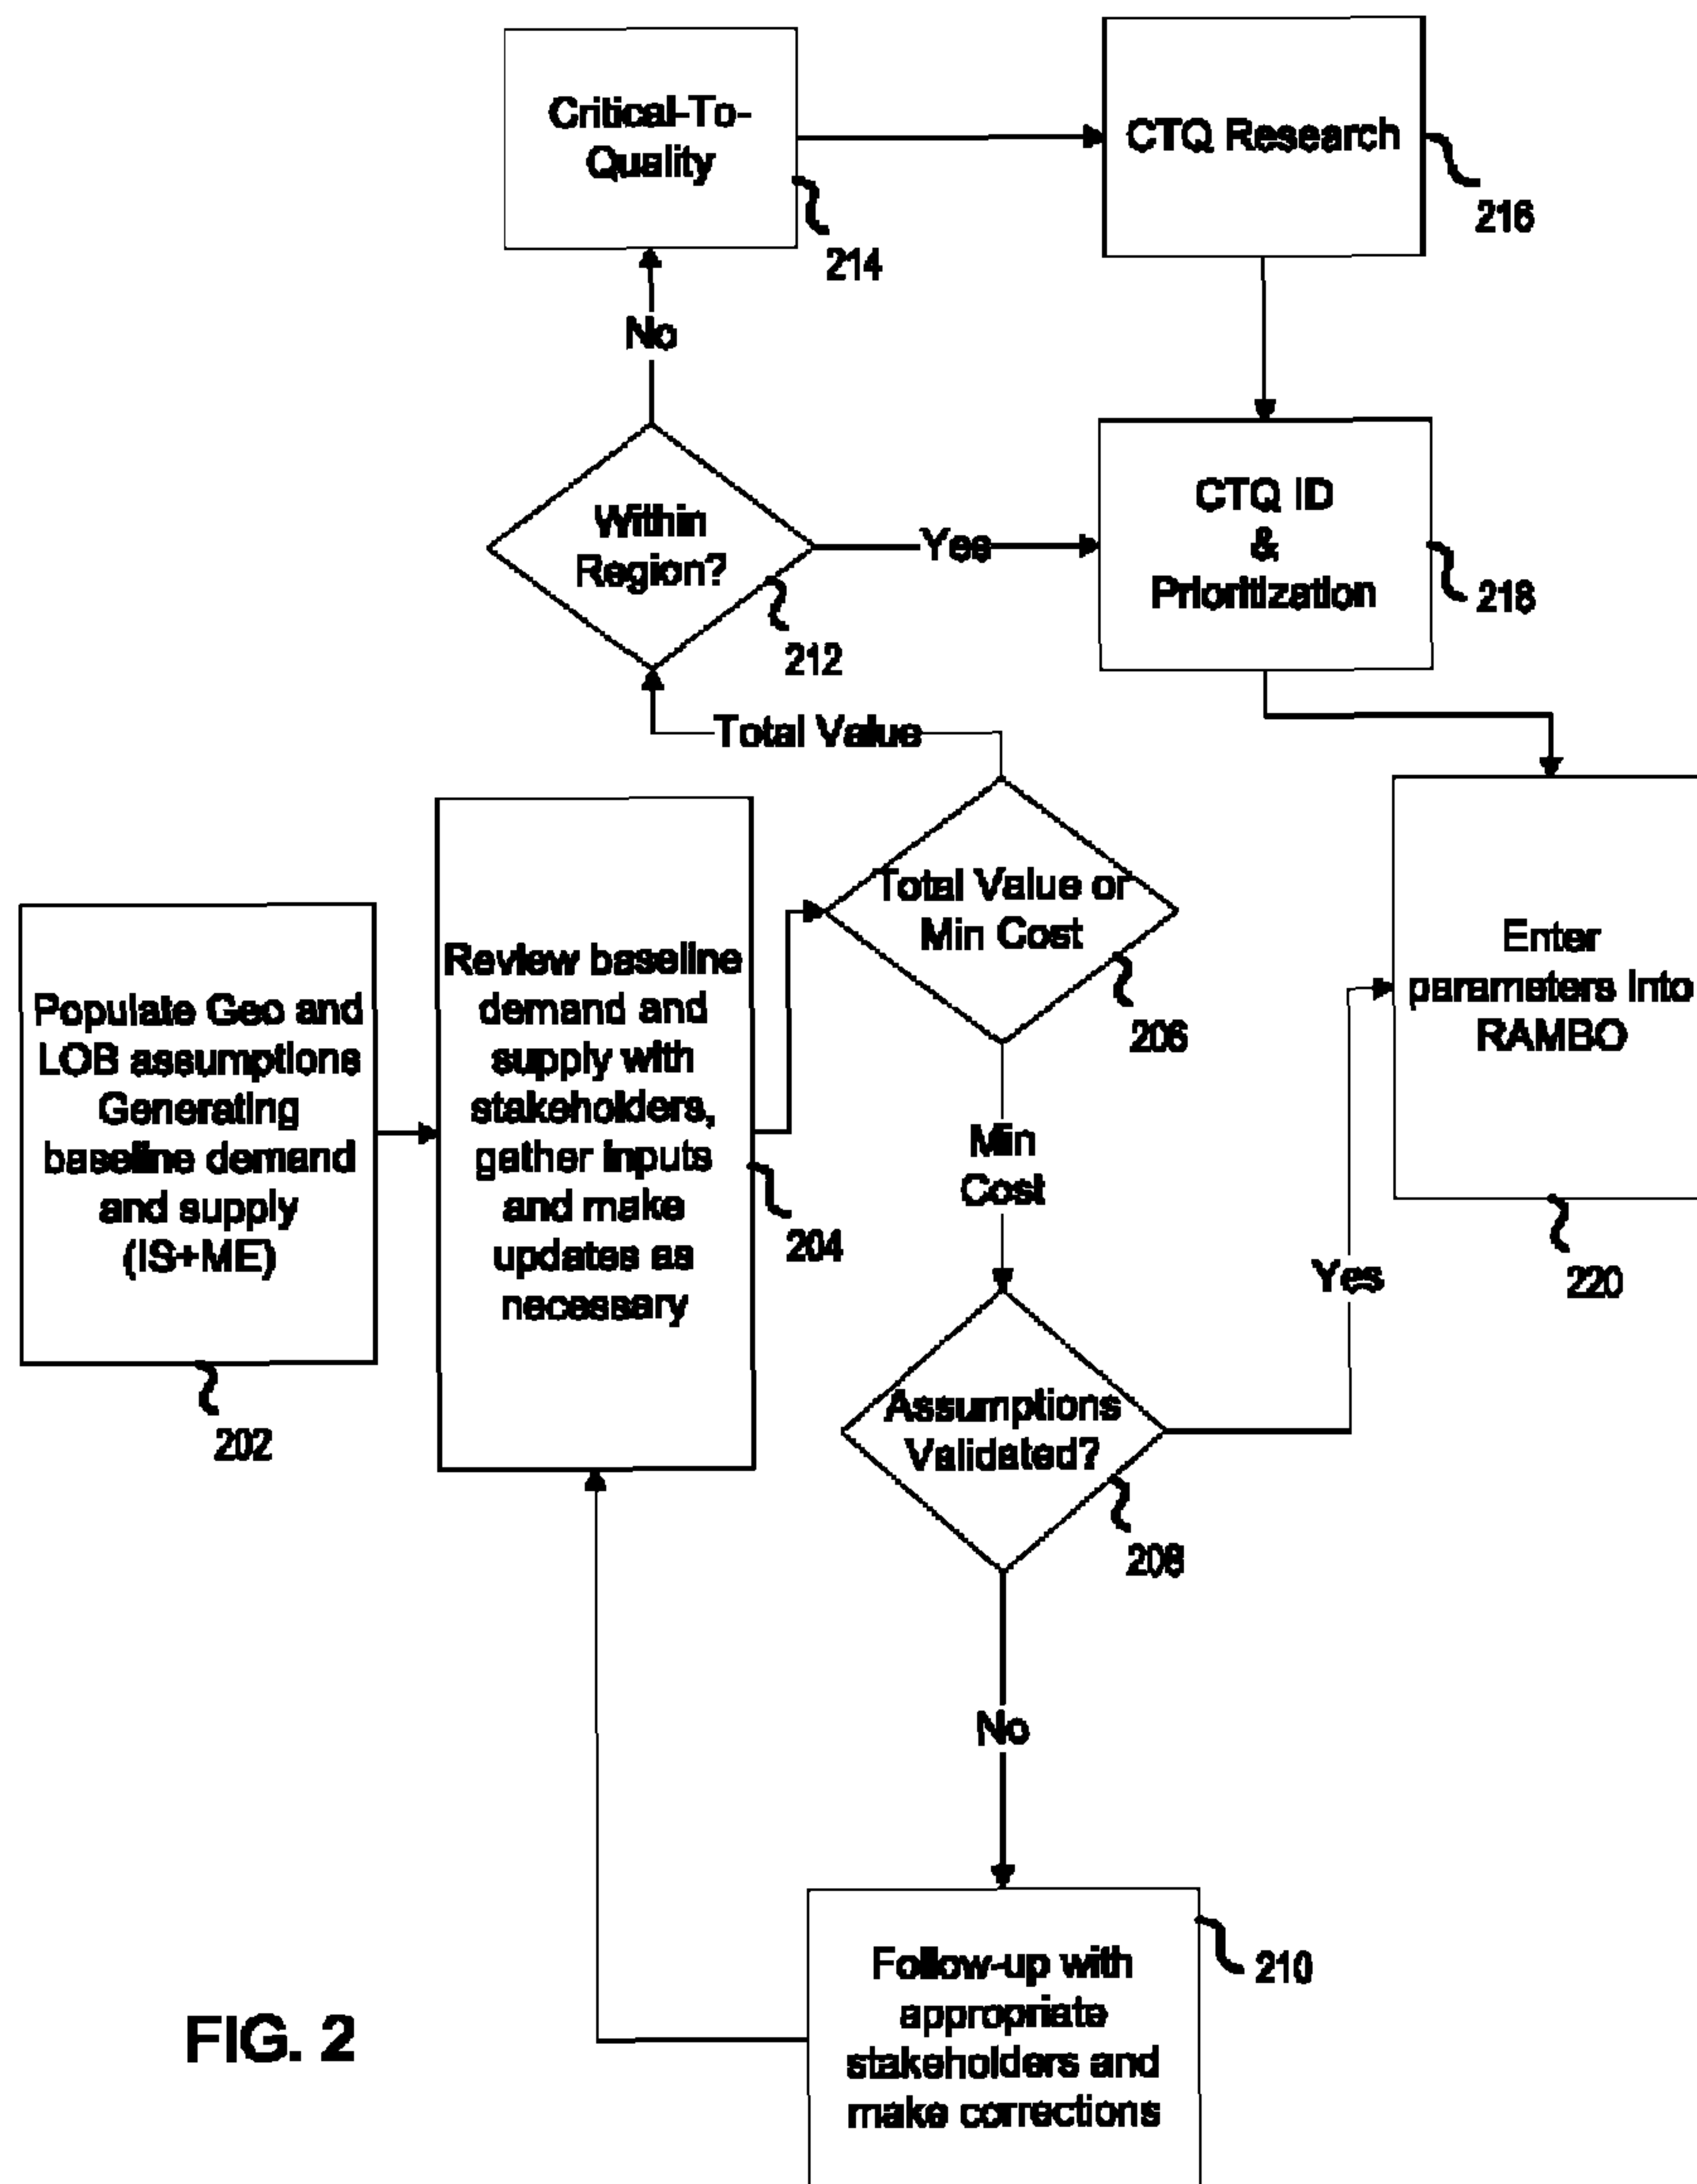 Critical-To-
Quality
214
CTQ Research
216
No
Within
Region?
212
Yes
CTQ ID
&
Prioritization
218
Total Value
Populate Geo and
LOB assumptions
Generating
baseline demand
and supply
(IS+ME)
202
Review baseline
demand and
supply with
stakeholders,
gather inputs
and make
updates as
necessary
204
Total Value or
Min Cost
206
Min
Cost
Assumptions
Validated?
208
Yes
Enter
parameters into
RAMBO
220
No
Follow-up with
appropriate
stakeholders and
make corrections
210
FIG. 2